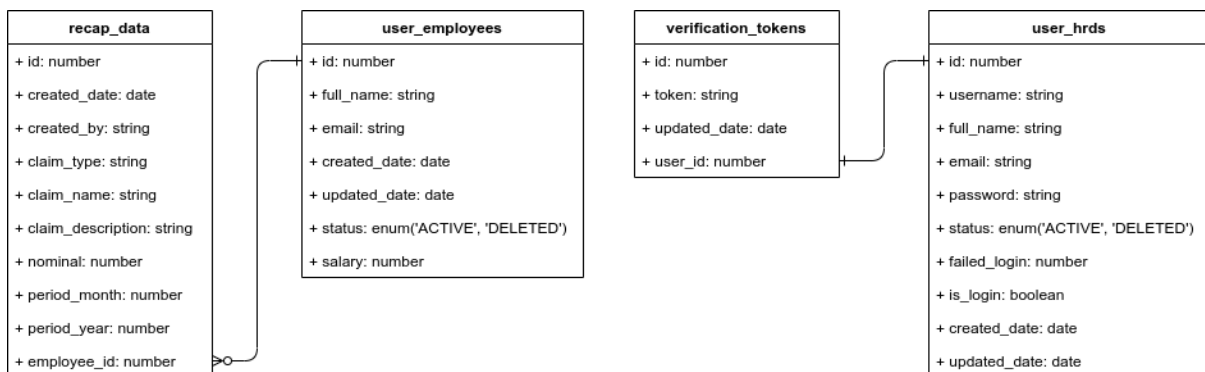 recap_data
+ id: number
+ created_date: date
+ created_by: string
+ claim_type: string
+ claim_name: string
+ claim_description: string
+ nominal: number
+ period_month: number
+ period_year: number
+ employee_id: number
user_employees
+ id: number
+ full_name: string
+ email: string
+ created_date: date
+ updated_date: date
+ status: enum('ACTIVE', 'DELETED')
+ salary: number
verification_tokens
+ id: number
+ token: string
+ updated_date: date
+ user_id: number
user_hrds
+ id: number
+ username: string
+ full_name: string
+ email: string
+ password: string
+ status: enum('ACTIVE', 'DELETED')
+ failed_login: number
+ is_login: boolean
+ created_date: date
+ updated_date: date